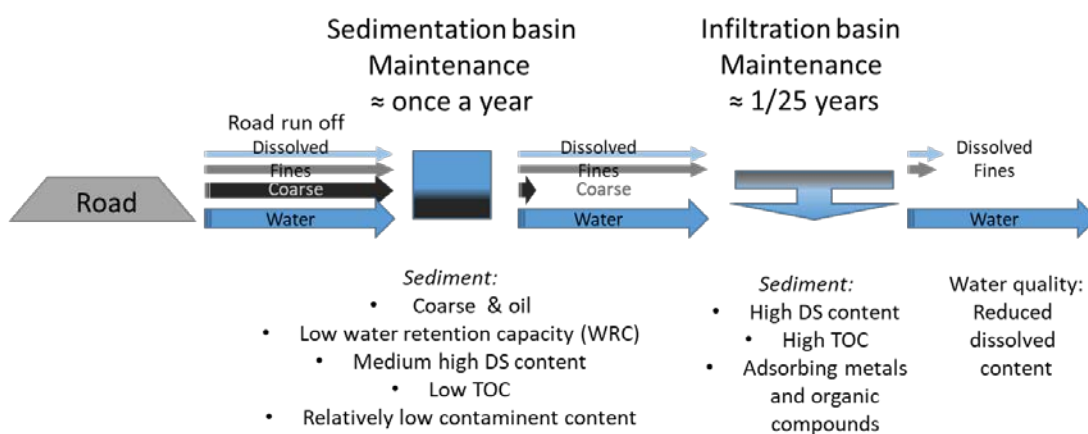 Sedimentation basin
Maintenance
≈ once a year
Infiltration basin
Maintenance
≈ 1/25 years
Road run off
Dissolved
Fines
Coarse
Water
Road
Dissolved
Fines
Coarse
Water
Dissolved
Fines
Water
Sediment:
• Coarse & oil
• Low water retention capacity (WRC)
• Medium high DS content
• Low TOC
• Relatively low contaminent content
Sediment:
• High DS content
• High TOC
• Adsorbing metals
and organic
compounds
Water quality:
Reduced
dissolved
content